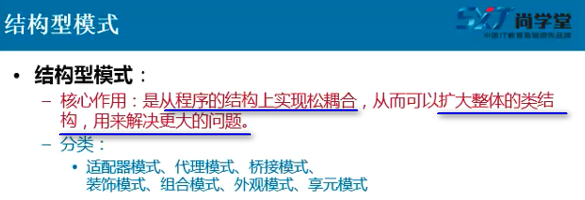 结构型模式
SXT 尚学堂
中国IT教育高端领先品牌
• 结构型模式：
– 核心作用：是从程序的结构上实现松耦合，从而可以扩大整体的类结
构，用来解决更大的问题。
– 分类：
• 适配器模式、代理模式、桥接模式、
装饰模式、组合模式、外观模式、享元模式